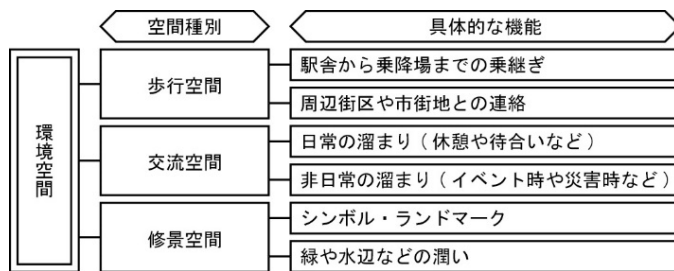 空間種別
具体的な機能
環境空間
歩行空間
駅舎から乗降場までの乗継ぎ
周辺街区や市街地との連絡
交流空間
日常の溜まり(休憩や待合いなど)
非日常の溜まり(イベント時や災害時など)
修景空間
シンボル・ランドマーク
緑や水辺などの潤い